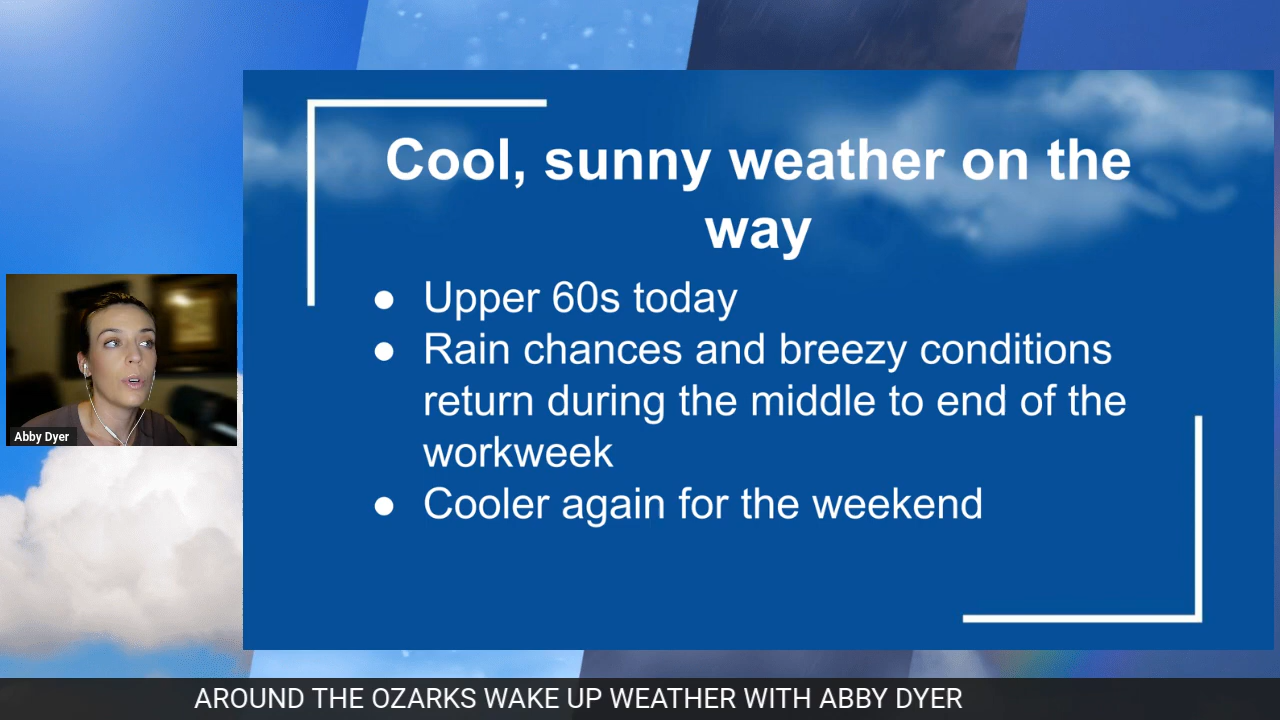 Cool, sunny weather on the
way
● Upper 60s today
● Rain chances and breezy conditions
return during the middle to end of the
workweek
● Cooler again for the weekend
Abby Dyer
AROUND THE OZARKS WAKE UP WEATHER WITH ABBY DYER